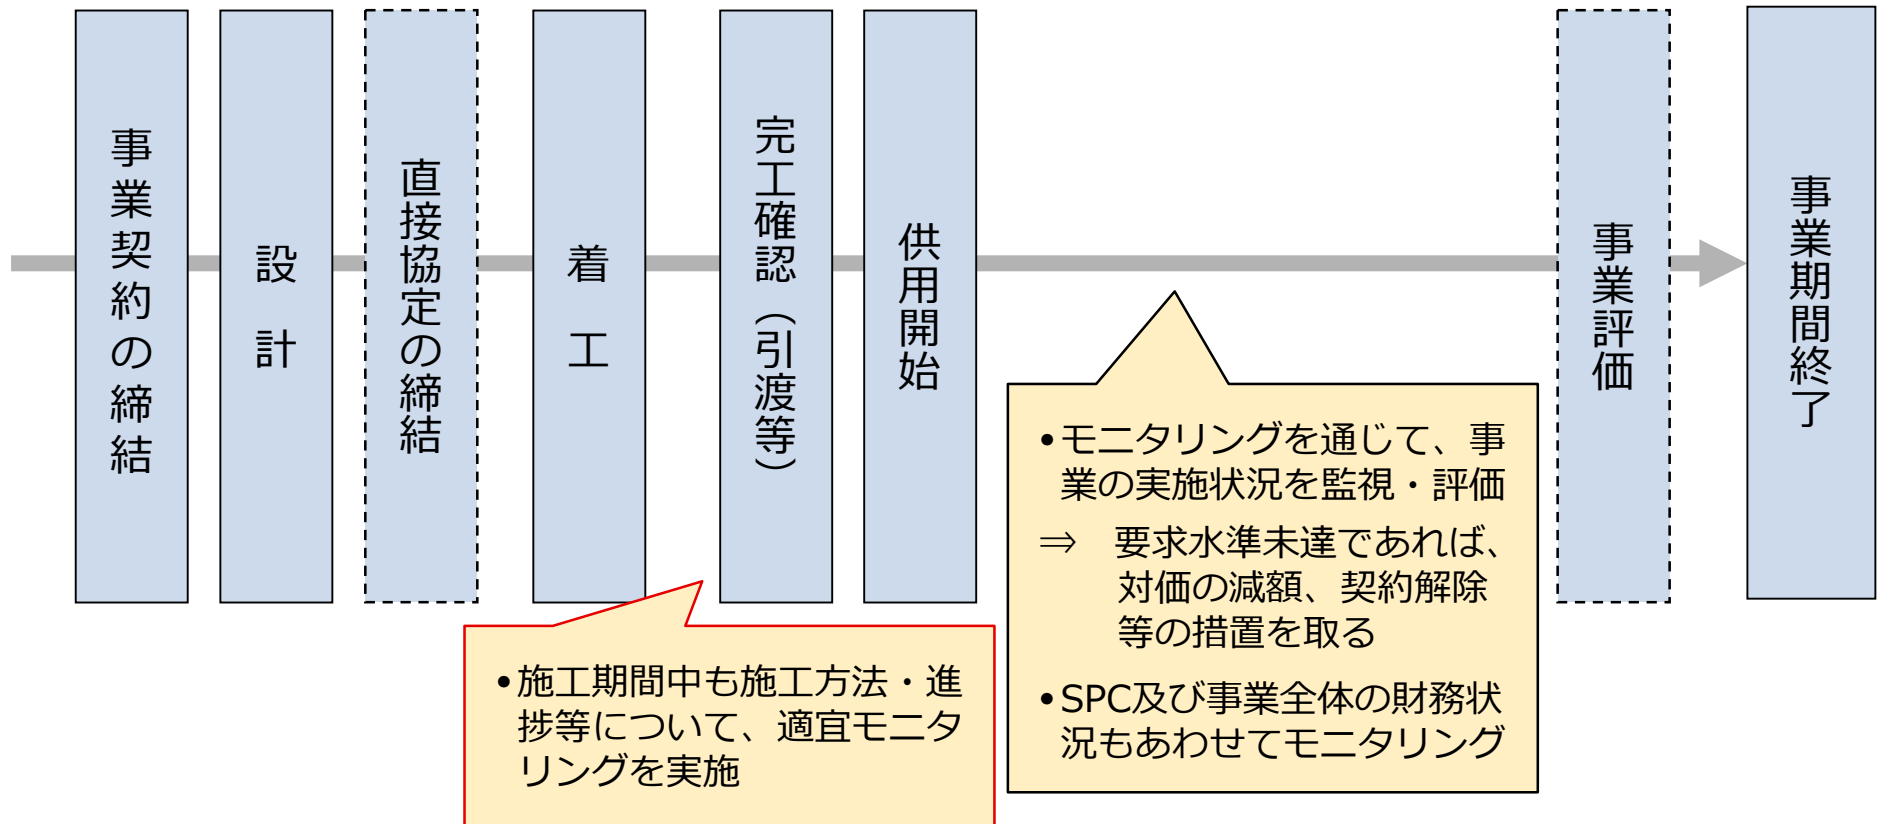 事業契約の締結
設計
直接協定の締結
着工
完工確認（引渡等）
供用開始
事業評価
事業期間終了
•モニタリングを通じて、事
業の実施状況を監視・評価
⇒　要求水準未達であれば、
対価の減額、契約解除
等の措置を取る
•SPC及び事業全体の財務状
況もあわせてモニタリング
•施工期間中も施工方法・進
捗等について、適宜モニタ
リングを実施